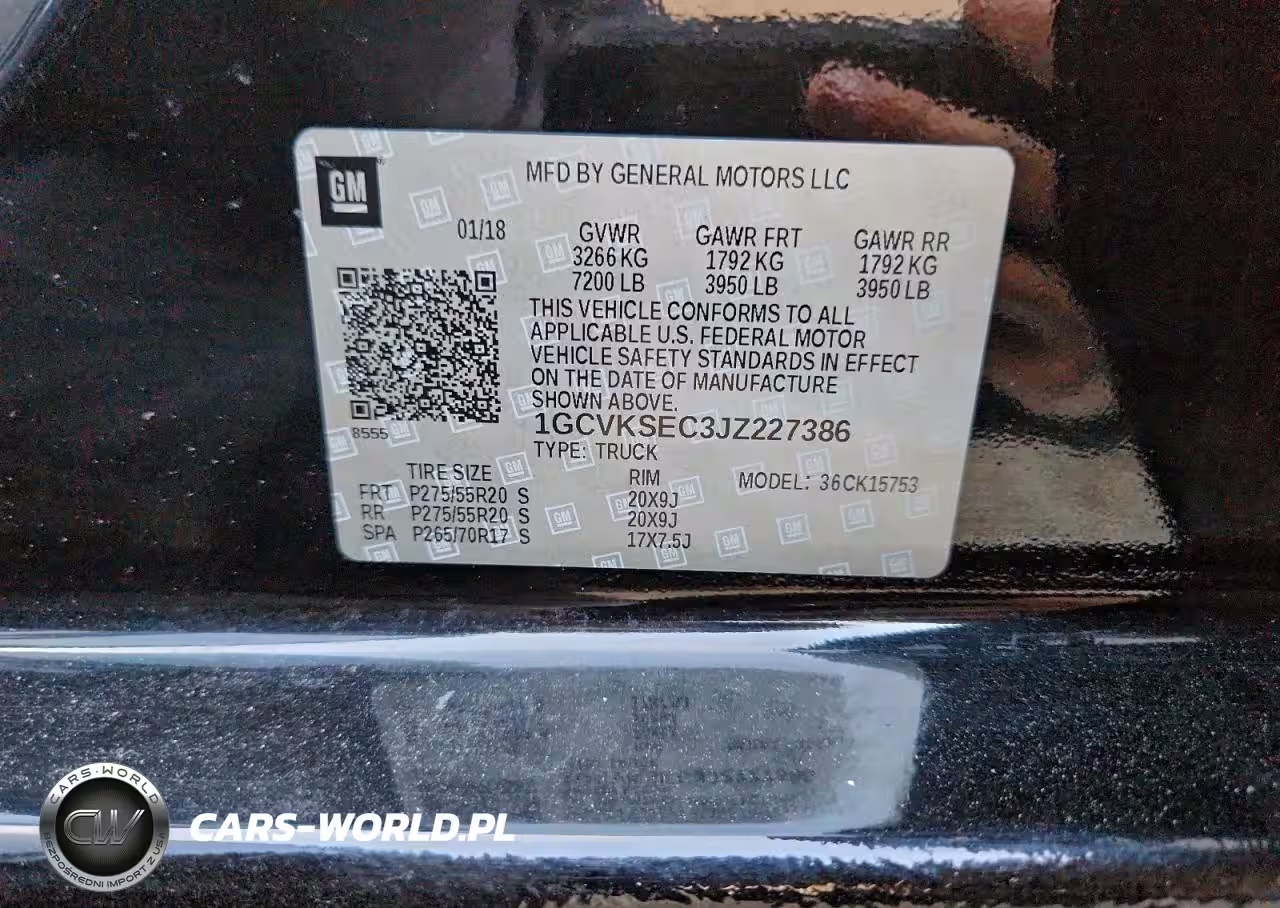 GM
MFD BY GENERAL MOTORS LLC
01/18 GVWR GAWR FRT GAWR RR
3266 KG 1792 KG 1792 KG
7200 LB 3950 LB 3950 LB
THIS VEHICLE CONFORMS TO ALL
APPLICABLE U.S. FEDERAL MOTOR
VEHICLE SAFETY STANDARDS IN EFFECT
ON THE DATE OF MANUFACTURE
SHOWN ABOVE.
8555
1GCVKSEC3JZ227386
TYPE: TRUCK
TIRE SIZE RIM MODEL: 36CK15753
FRT P275/55R20 S 20X9J
RR P275/55R20 S 20X9J
SPA P265/70R17 S 17X7.5J
CARS-WORLD
CW
BEZPOŚREDNI IMPORT Z USA
CARS-WORLD.PL